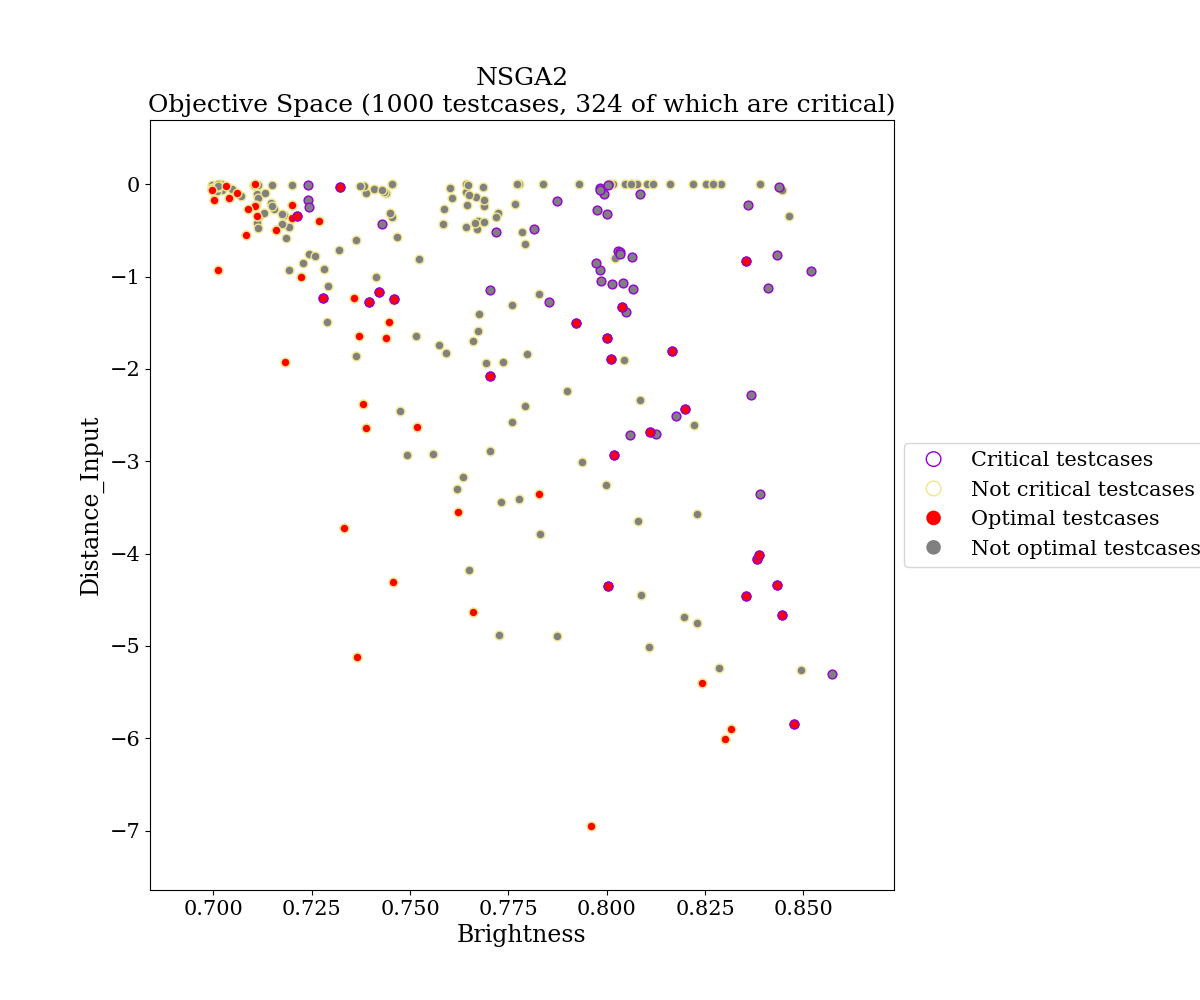 NSGA2
Objective Space (1000 testcases, 324 of which are critical)
0
−1
−2
−3
−4
−5
−6
−7
Distance_Input
0.700 0.725 0.750 0.775 0.800 0.825 0.850
Brightness
Critical testcases
Not critical testcases
Optimal testcases
Not optimal testcases